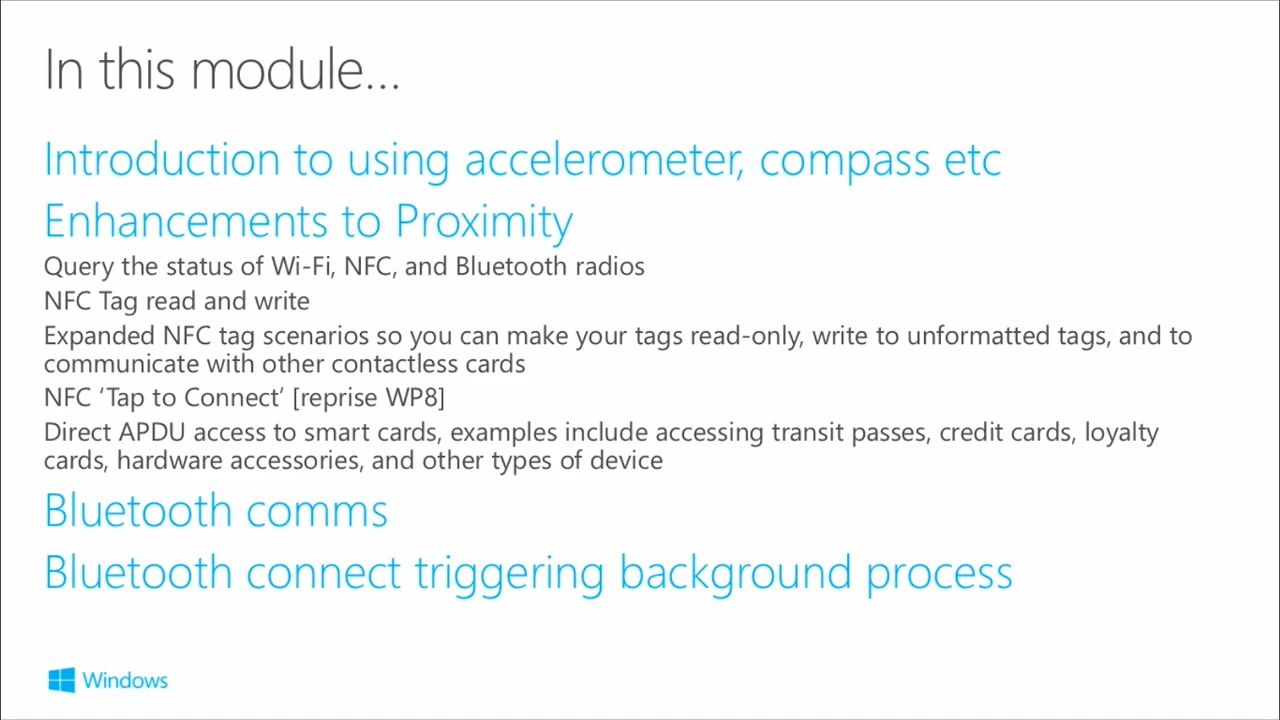 In this module...
Introduction to using accelerometer, compass etc
Enhancements to Proximity
Query the status of Wi-Fi, NFC, and Bluetooth radios
NFC Tag read and write
Expanded NFC tag scenarios so you can make your tags read-only, write to unformatted tags, and to
communicate with other contactless cards
NFC ‘Tap to Connect’ [reprise WP8]
Direct APDU access to smart cards, examples include accessing transit passes, credit cards, loyalty
cards, hardware accessories, and other types of device
Bluetooth comms
Bluetooth connect triggering background process
Windows